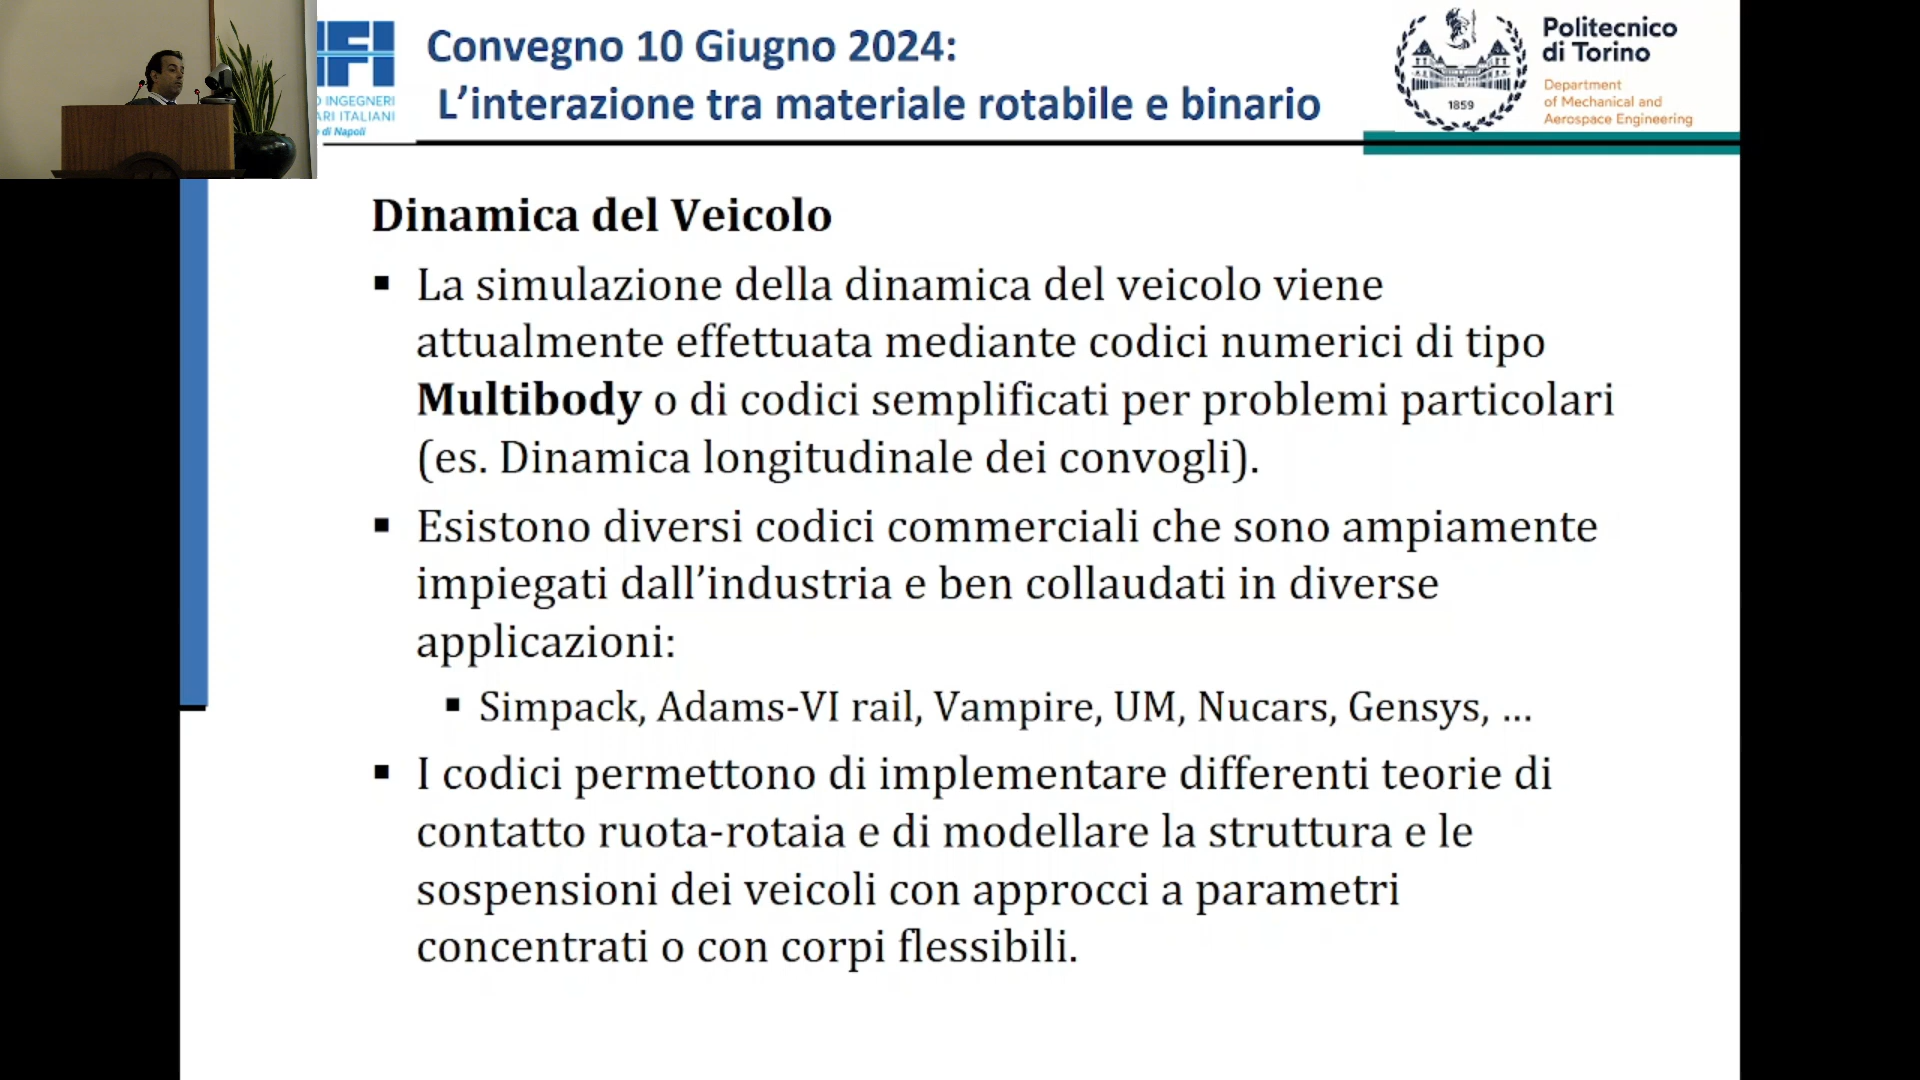 IFI
O INGEGNERI
ARI ITALIANI
di Napoli
Convegno 10 Giugno 2024:
L’interazione tra materiale rotabile e binario
1859
Politecnico
di Torino
Department
of Mechanical and
Aerospace Engineering
Dinamica del Veicolo
▪ La simulazione della dinamica del veicolo viene
attualmente effettuata mediante codici numerici di tipo
Multibody o di codici semplificati per problemi particolari
(es. Dinamica longitudinale dei convogli).
▪ Esistono diversi codici commerciali che sono ampiamente
impiegati dall’industria e ben collaudati in diverse
applicazioni:
▪ Simpack, Adams-VI rail, Vampire, UM, Nucars, Gensys, ...
▪ I codici permettono di implementare differenti teorie di
contatto ruota-rotaia e di modellare la struttura e le
sospensioni dei veicoli con approcci a parametri
concentrati o con corpi flessibili.